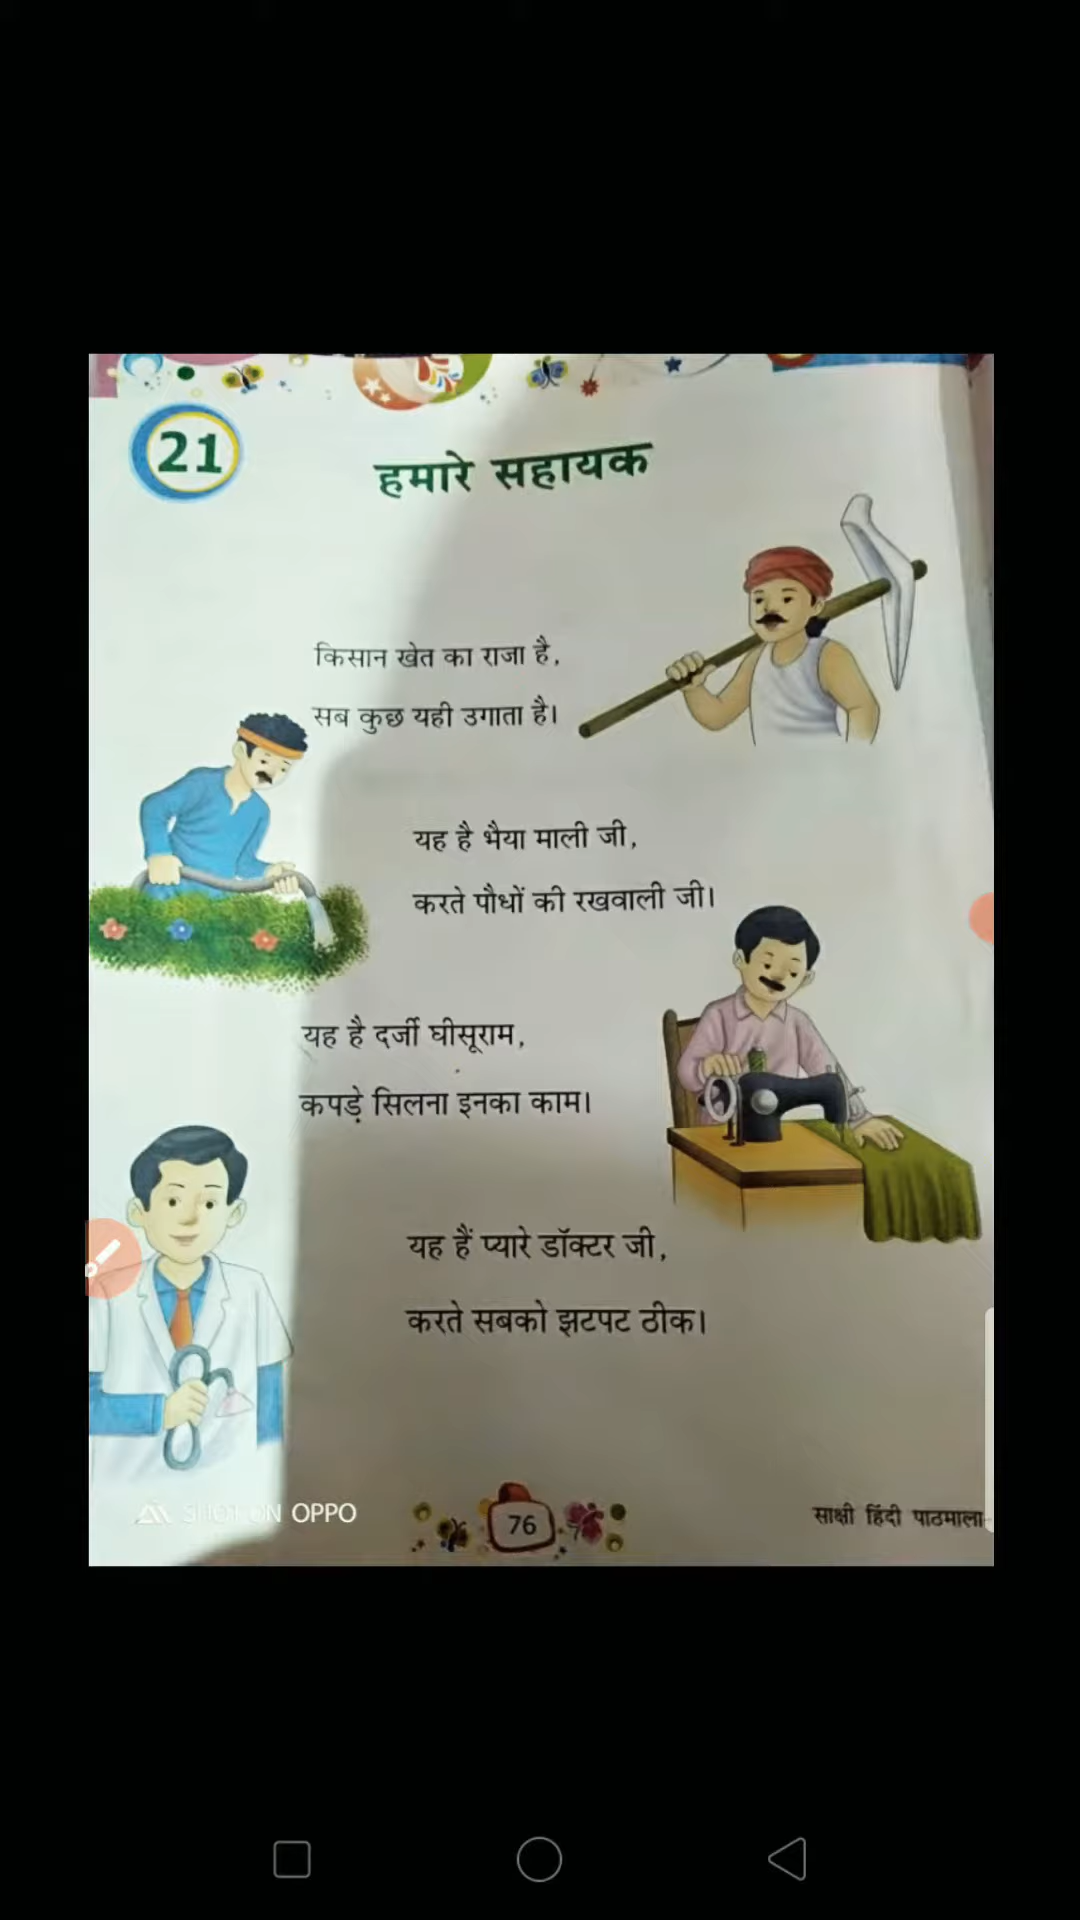 21
हमारे सहायक
किसान खेत का राजा है,
सब कुछ यही उगाता है।
यह है भैया माली जी,
करते पौधों की रखवाली जी।
यह है दर्जी घीसूराम,
कपड़े सिलना इनका काम।
यह हैं प्यारे डॉक्टर जी,
करते सबको झटपट ठीक।
SHOT ON OPPO
76
साक्षी हिंदी पाठमाला